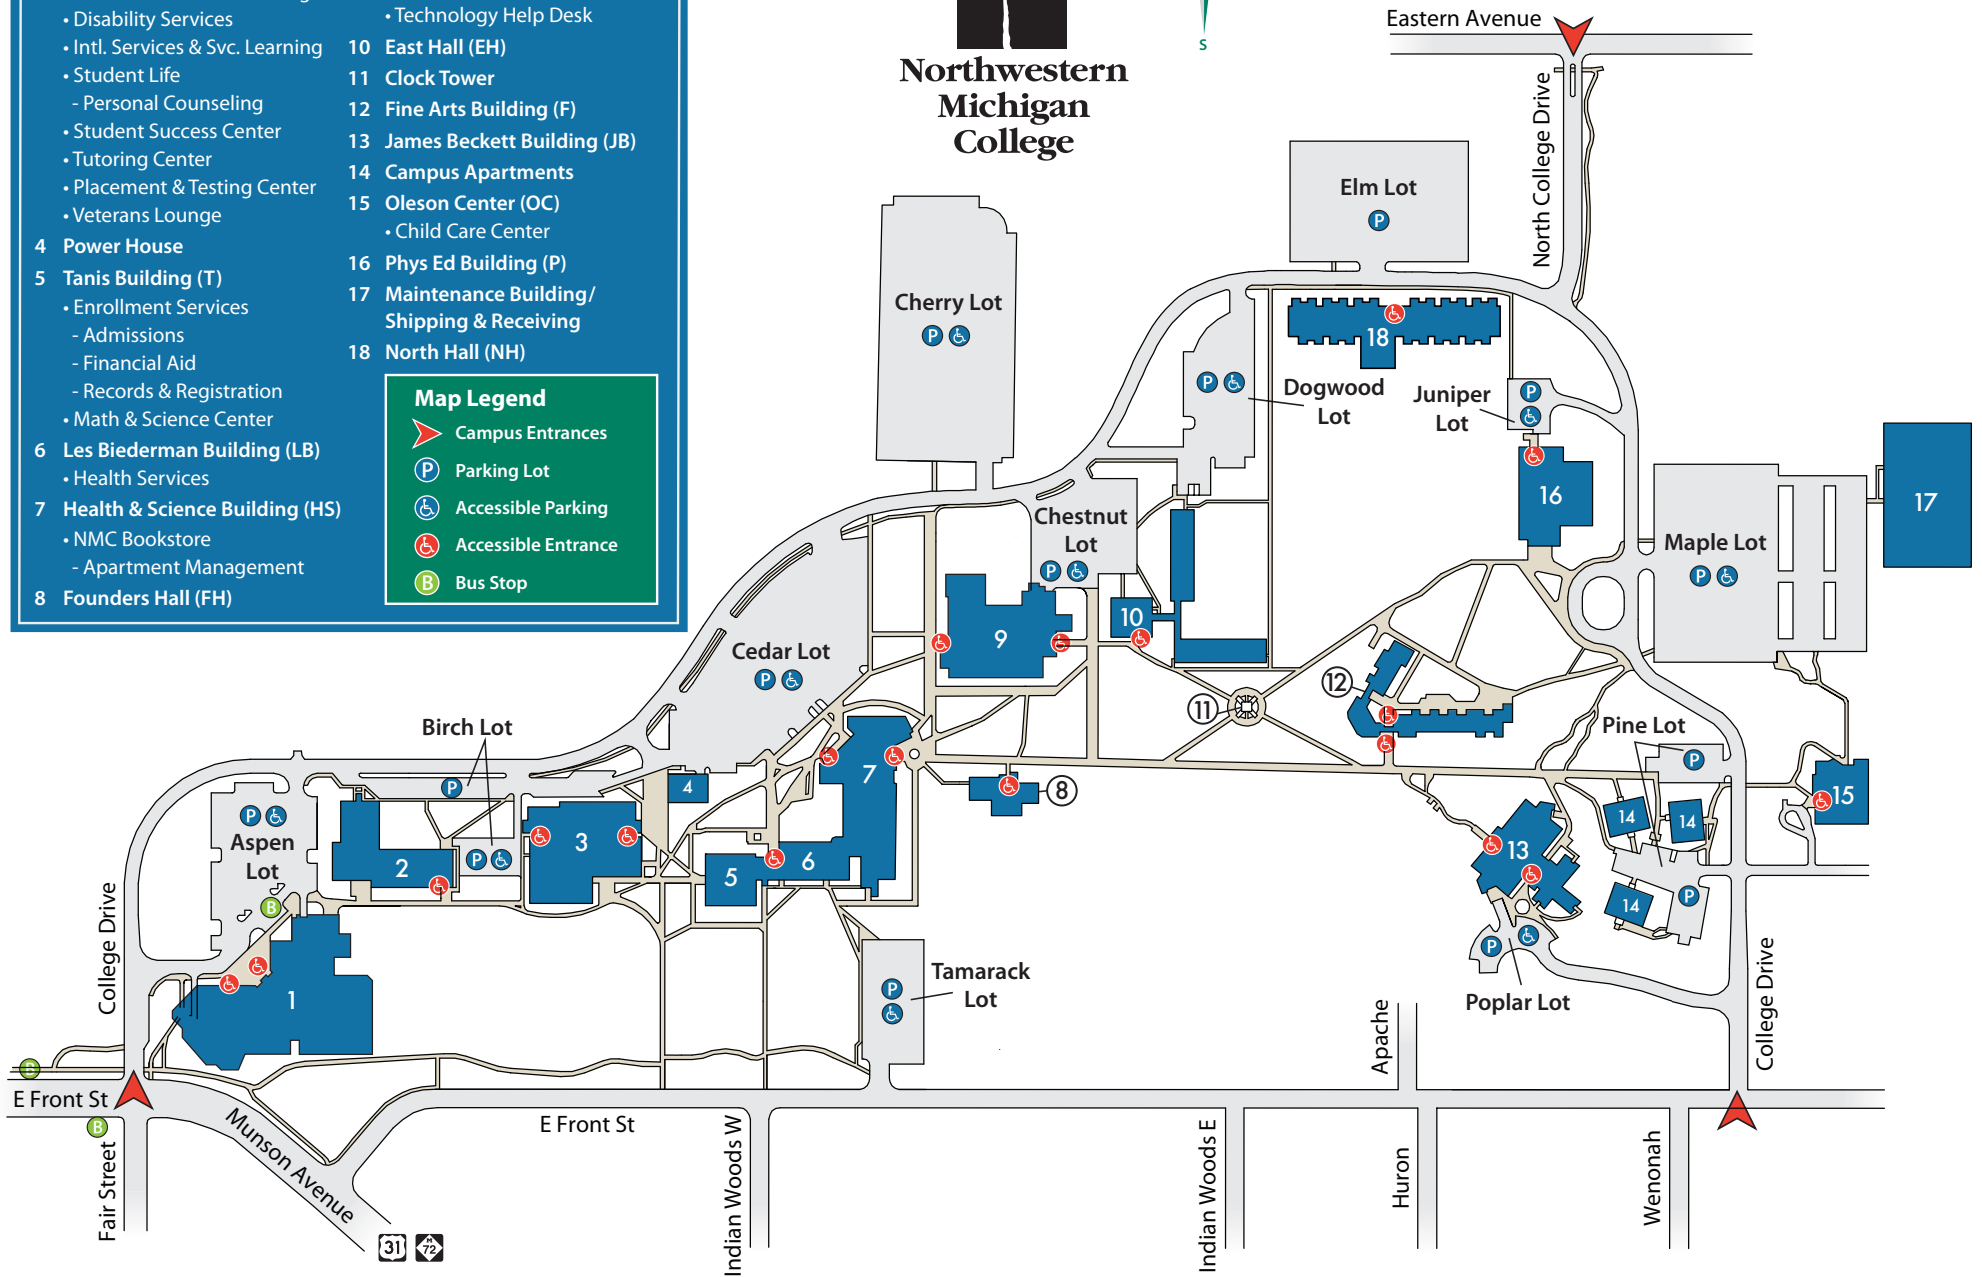 • Disability Services
• Intl. Services & Svc. Learning
• Student Life
- Personal Counseling
• Student Success Center
• Tutoring Center
• Placement & Testing Center
• Veterans Lounge
4 Power House
5 Tanis Building (T)
• Enrollment Services
- Admissions
- Financial Aid
- Records & Registration
• Math & Science Center
6 Les Biederman Building (LB)
• Health Services
7 Health & Science Building (HS)
• NMC Bookstore
- Apartment Management
8 Founders Hall (FH)
• Technology Help Desk
10 East Hall (EH)
11 Clock Tower
12 Fine Arts Building (F)
13 James Beckett Building (JB)
14 Campus Apartments
15 Oleson Center (OC)
• Child Care Center
16 Phys Ed Building (P)
17 Maintenance Building/
Shipping & Receiving
18 North Hall (NH)
Map Legend
Campus Entrances
P Parking Lot
Accessible Parking
Accessible Entrance
B Bus Stop
Northwestern
Michigan
College
S
Eastern Avenue
North College Drive
Elm Lot
P
Cherry Lot
P
18
Dogwood
Lot
P
Juniper
Lot
P
16
17
Chestnut
Lot
P
Maple Lot
P
9
10
Cedar Lot
P
11
12
Birch Lot
P
P
Pine Lot
P
P
7
4
8
15
Aspen
Lot
P
B
2
3
5
6
13
14
14
14
1
Tamarack
Lot
P
Poplar Lot
P
College Drive
College Drive
Apache
B
E Front St
B
Fair Street
Munson Avenue
31
M
72
E Front St
Indian Woods W
Indian Woods E
Huron
Wenonah